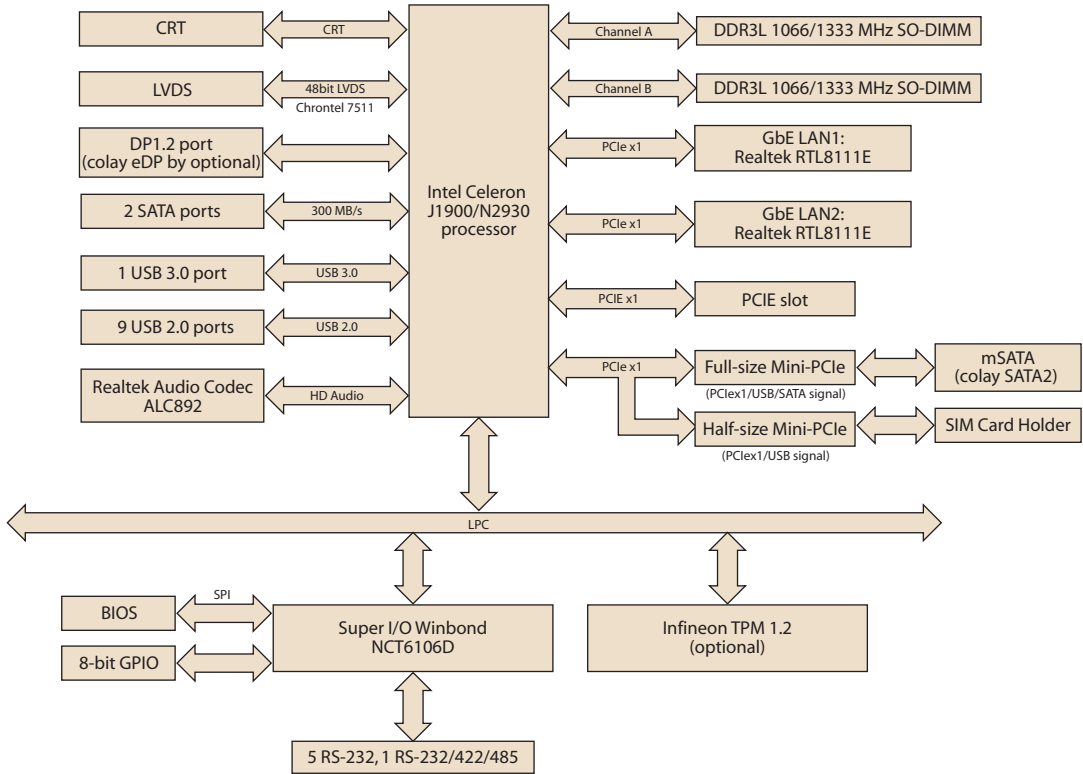 CRT
CRT
LVDS
48bit LVDS
Chrontel 7511
DP1.2 port
(colay eDP by optional)
2 SATA ports
300 MB/s
1 USB 3.0 port
USB 3.0
9 USB 2.0 ports
USB 2.0
Realtek Audio Codec
ALC892
HD Audio
Intel Celeron
J1900/N2930
processor
Channel A
DDR3L 1066/1333 MHz SO-DIMM
Channel B
DDR3L 1066/1333 MHz SO-DIMM
PCIe x1
GbE LAN1:
Realtek RTL8111E
PCIe x1
GbE LAN2:
Realtek RTL8111E
PCIE x1
PCIE slot
PCIe x1
Full-size Mini-PCIe
(PCIex1/USB/SATA signal)
mSATA
(colay SATA2)
Half-size Mini-PCIe
(PCIex1/USB signal)
SIM Card Holder
LPC
BIOS
SPI
8-bit GPIO
Super I/O Winbond
NCT6106D
Infineon TPM 1.2
(optional)
5 RS-232, 1 RS-232/422/485